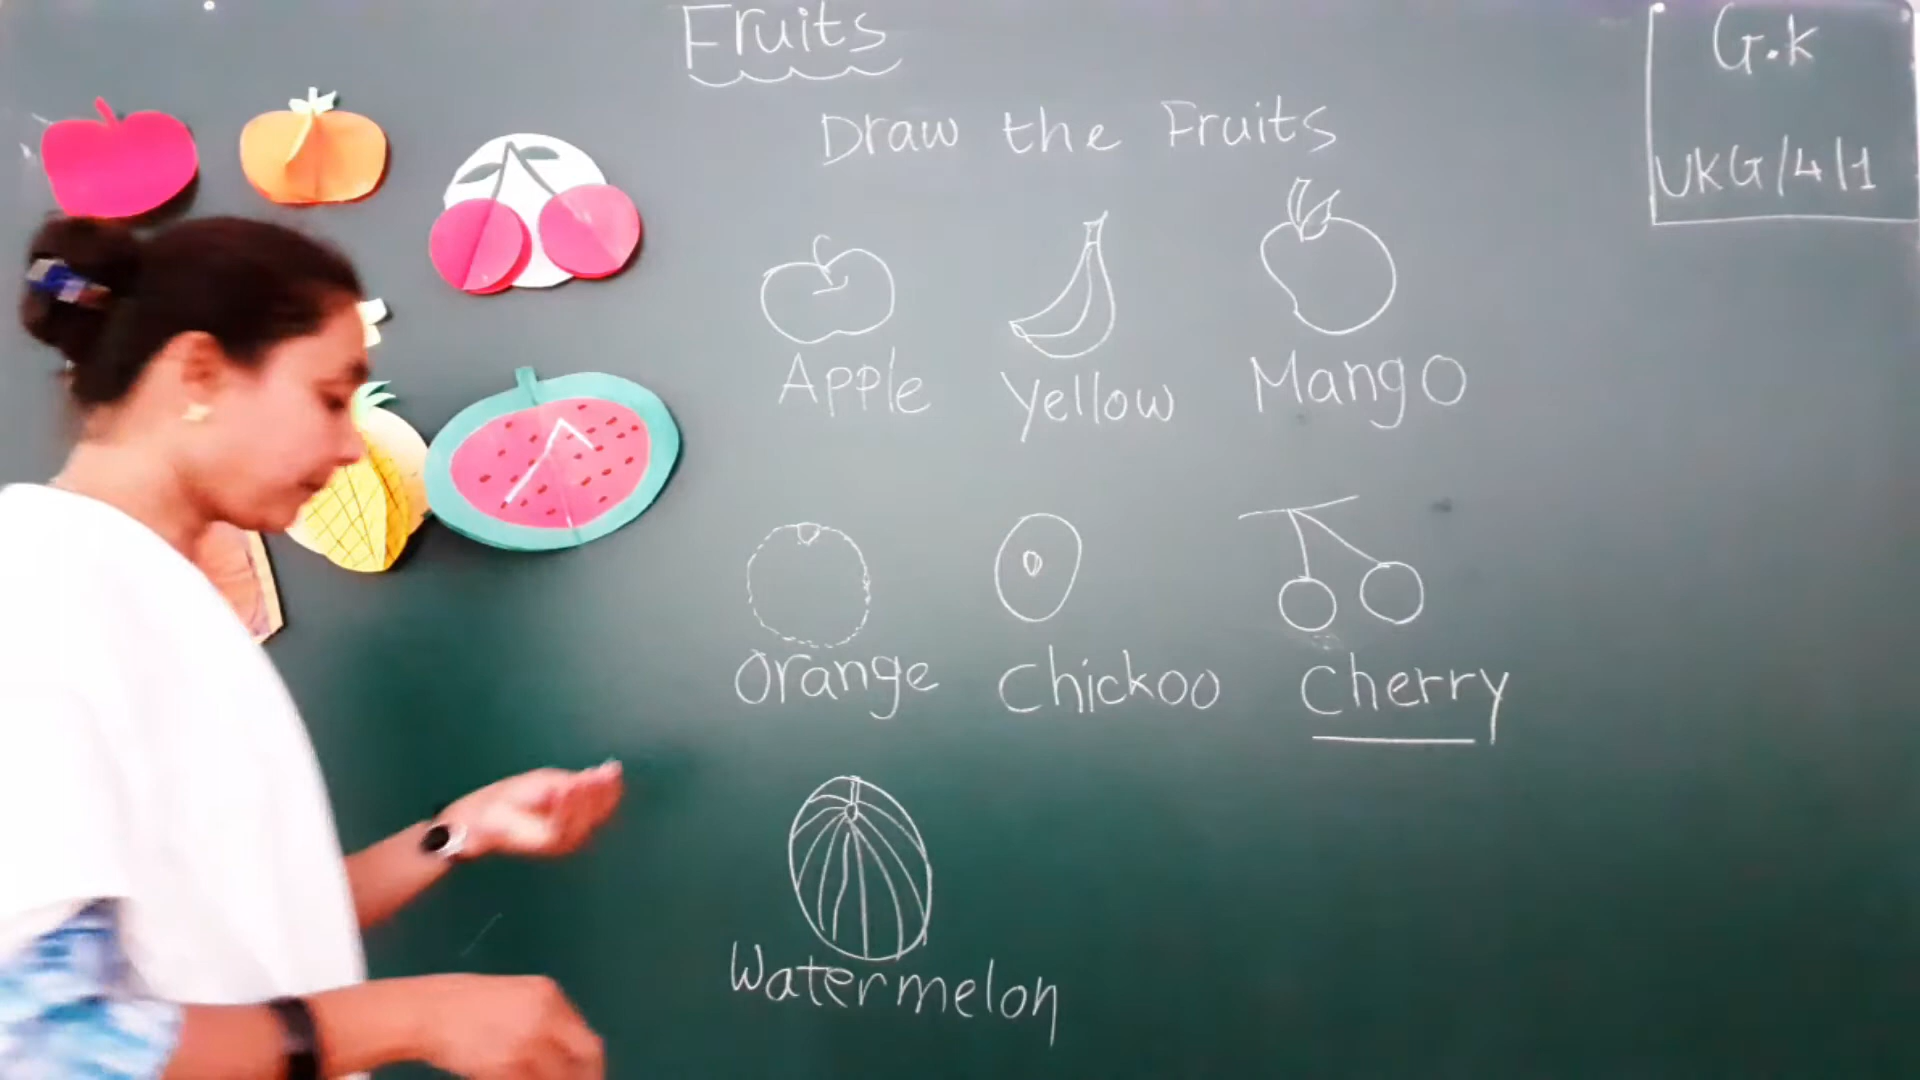 Fruits
G.K
Draw the Fruits
UKG/4/1
Apple Yellow Mango
Orange Chickoo Cherry
Watermelon